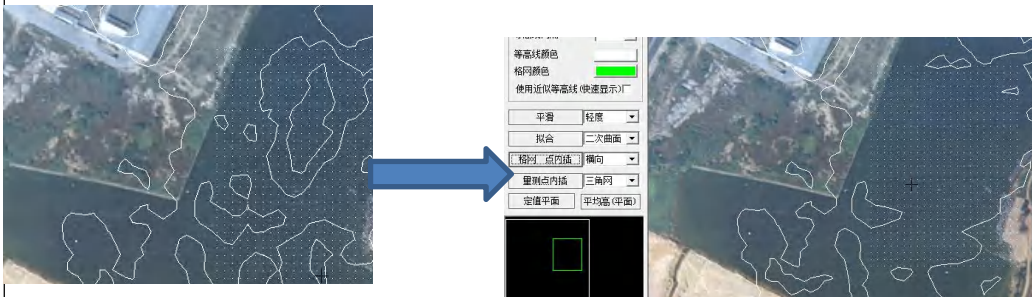 等高线颜色
格网颜色
使用近似等高线(快速显示)
平滑 轻度
拟合 二次曲面
格网 点内插 横向
量测点内插 三角网
定值平面 平均高(平面)